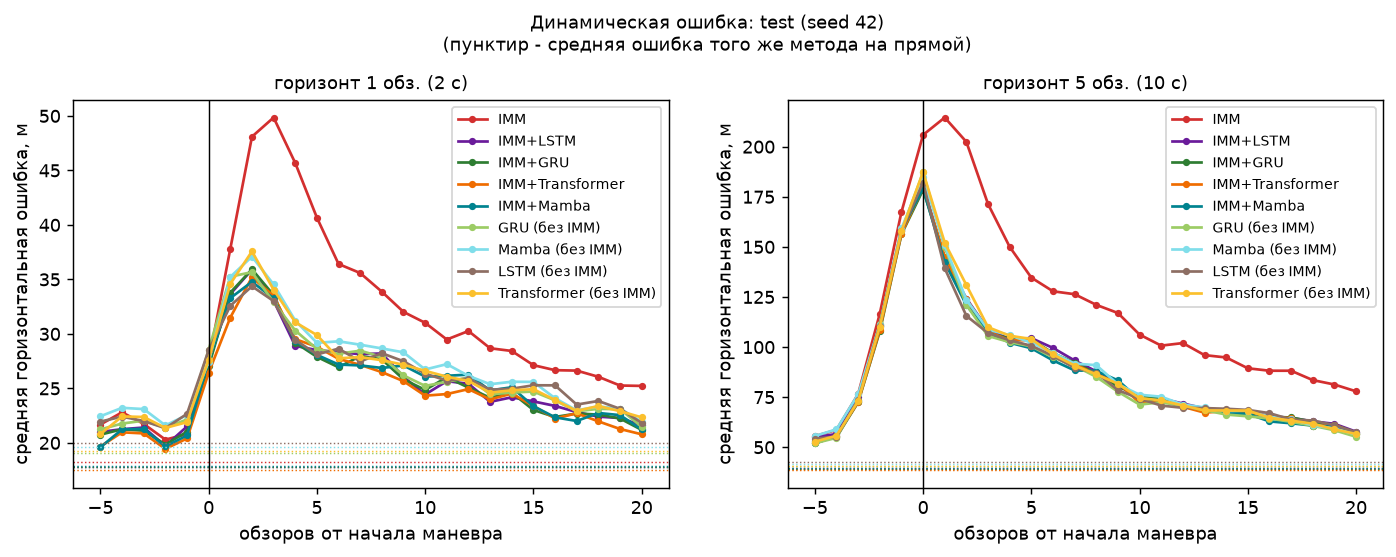 Динамическая ошибка: test (seed 42)
(пунктир - средняя ошибка того же метода на прямой)
горизонт 1 обз. (2 с)
средняя горизонтальная ошибка, м
50
45
40
35
30
25
20
−5
0
5
10
15
20
обзоров от начала маневра
IMM
IMM+LSTM
IMM+GRU
IMM+Transformer
IMM+Mamba
GRU (без IMM)
Mamba (без IMM)
LSTM (без IMM)
Transformer (без IMM)
горизонт 5 обз. (10 с)
средняя горизонтальная ошибка, м
200
175
150
125
100
75
50
−5
0
5
10
15
20
обзоров от начала маневра
IMM
IMM+LSTM
IMM+GRU
IMM+Transformer
IMM+Mamba
GRU (без IMM)
Mamba (без IMM)
LSTM (без IMM)
Transformer (без IMM)